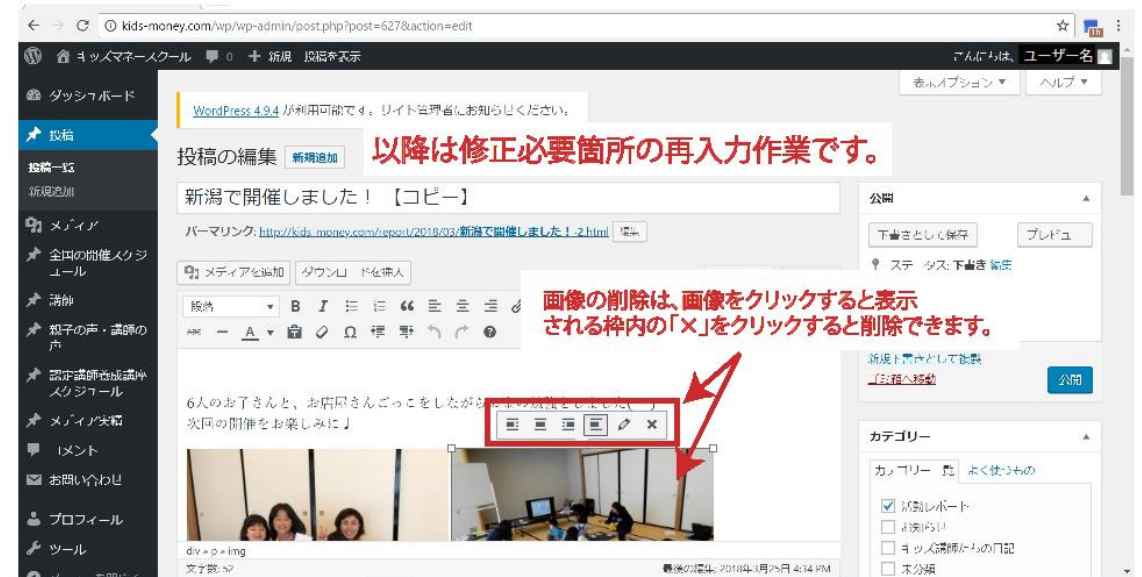 kids-money.com/wp/wp-admin/post.php?post=627&action=edit
キッズマネースクール 0 新規 投稿を表示
こんにちは、 ユーザー名
表示オプション ヘルプ
ダッシュボード
WordPress 4.9.4 が利用可能です。サイト管理者にお知らせください。
投稿
投稿の編集 新規追加
以降は修正必要箇所の再入力作業です。
投稿一覧
新規追加
新潟で開催しました！【コピー】
公開
メディア
パーマリンク: http://kids-money.com/report/2018/03/新潟で開催しました！-2.html 編集
下書きとして保存 プレビュー
全国の開催スケジュール
メディアを追加 ダウンロードを挿入
ステータス: 下書き 編集
講師
段落
画像の削除は、画像をクリックすると表示
される枠内の「×」をクリックすると削除できます。
親子の声・講師の声
新規下書きとして複製
ゴミ箱へ移動 公開
認定講師養成講座スケジュール
6人のお子さんと、お店屋さんごっこをしながら
次回の開催をお楽しみに♩
メディア実績
カテゴリー
コメント
カテゴリー一覧 よく使うもの
お問い合わせ
活動レポート
プロフィール
お知らせ
ツール
キッズ講師たちの日記
div » p » img
未分類
文字数: 52
最後の編集: 2018年3月25日 4:34 PM